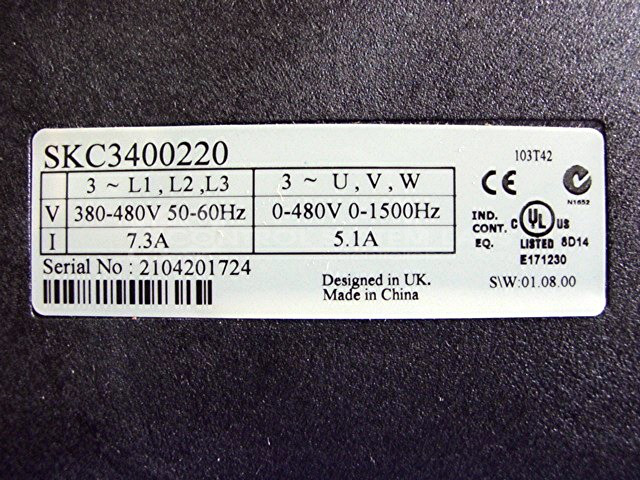 SKC3400220
103T42
3 ~ L1, L2, L3 3 ~ U, V, W
V 380-480V 50-60Hz 0-480V 0-1500Hz
I 7.3A 5.1A
CE
N1652
IND.
CONT.
EQ.
C UL US
LISTED 8D14
E171230
Serial No : 2104201724
Designed in UK.
Made in China
S\W:01.08.00